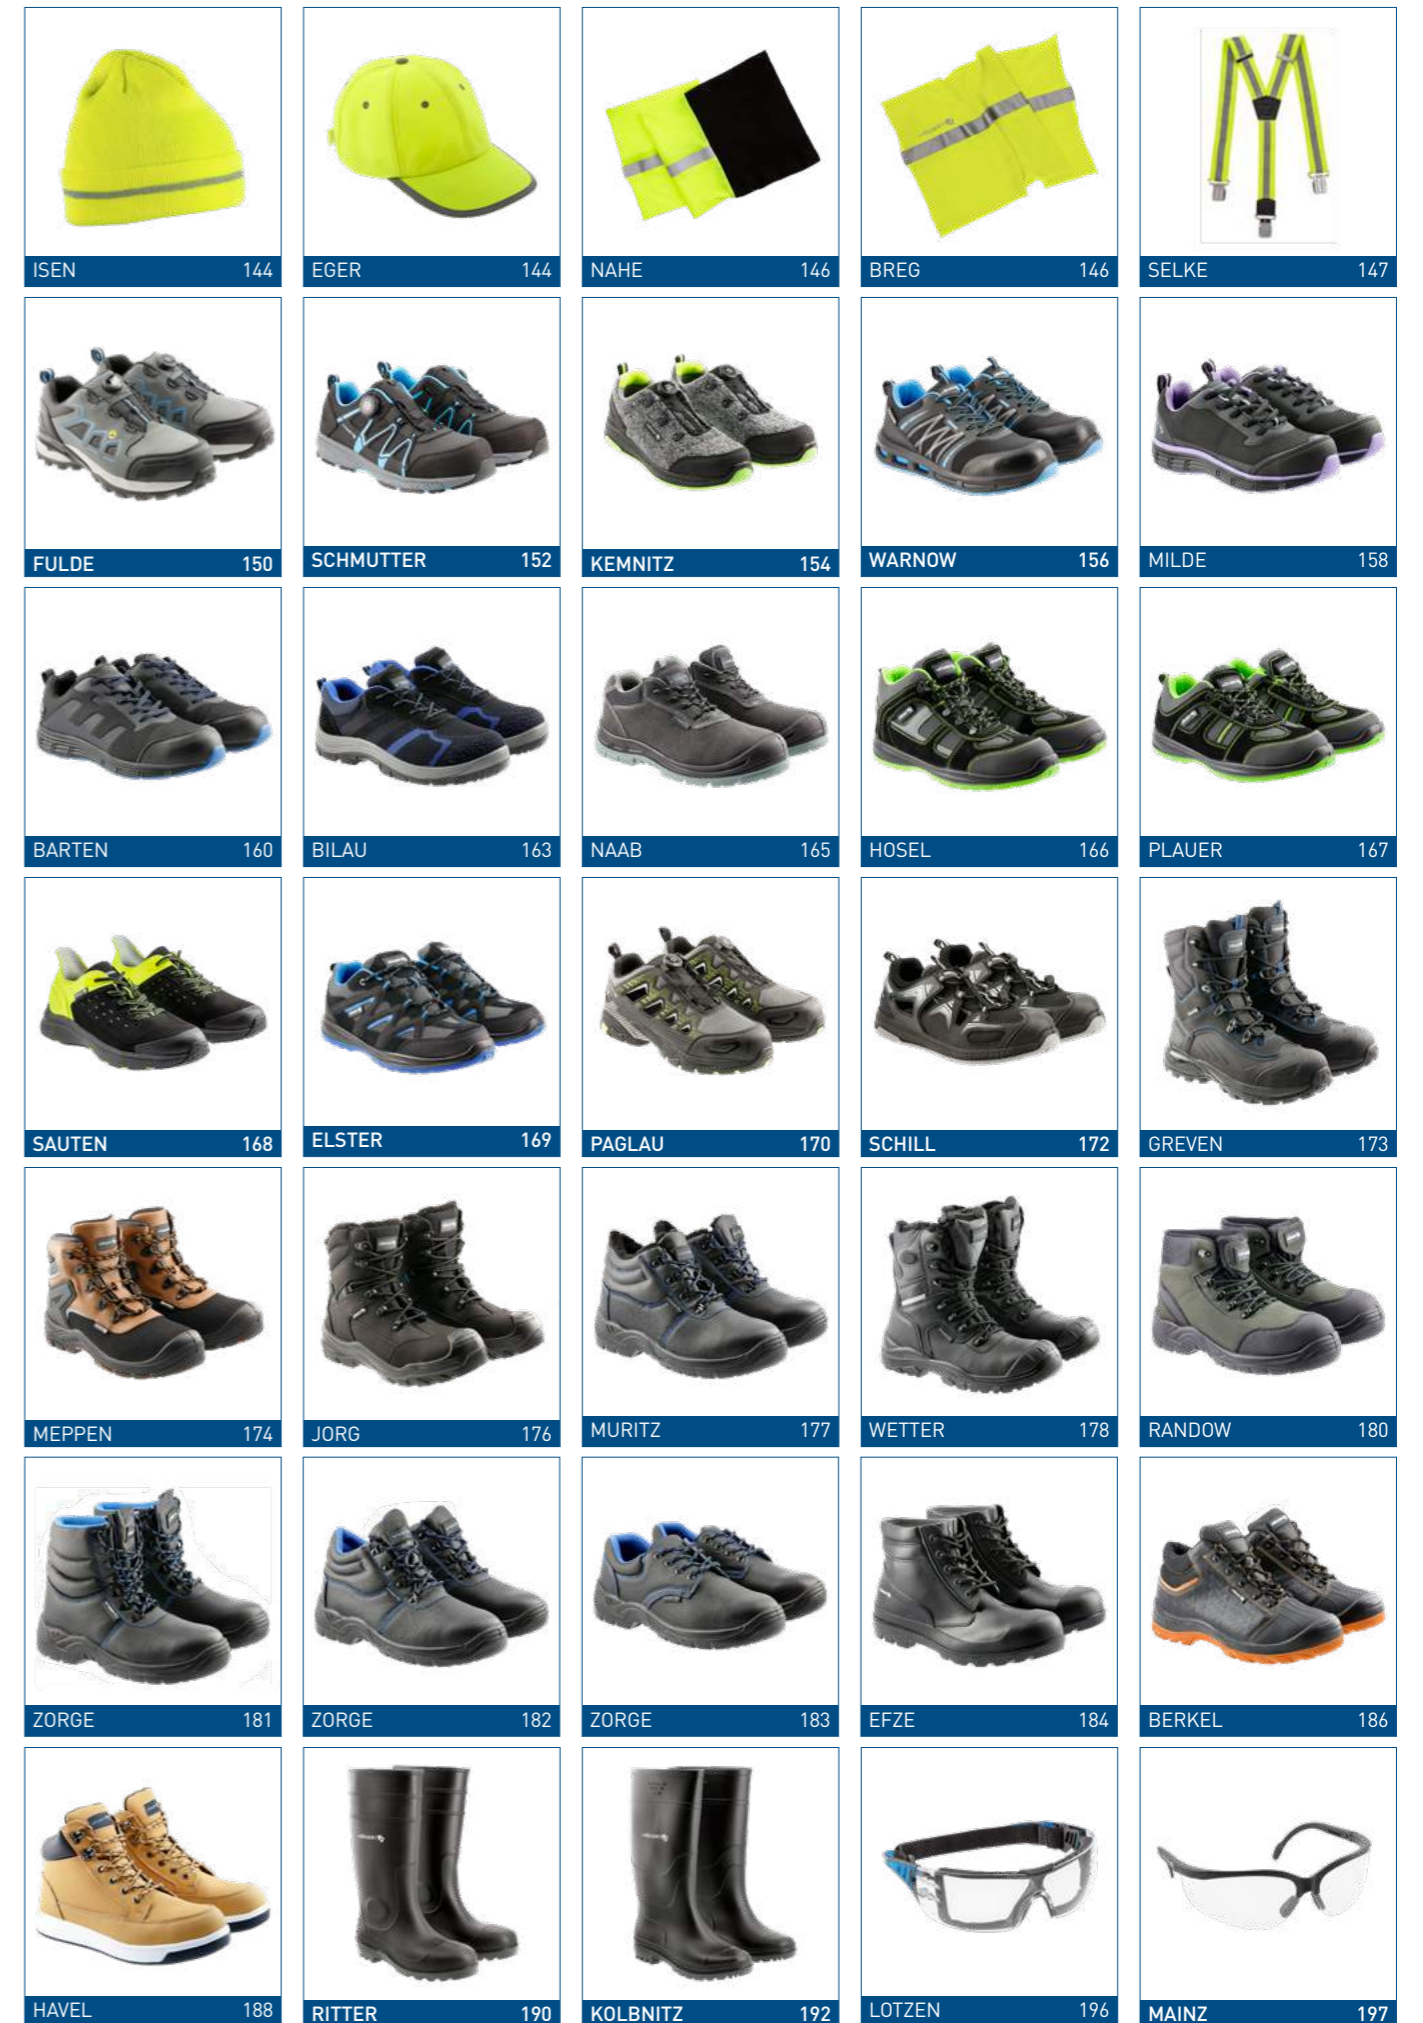 ISEN 144
EGER 144
NAHE 146
BREG 146
SELKE 147
FULDE 150
SCHMUTTER 152
KEMNITZ 154
WARNOW 156
MILDE 158
BARTEN 160
BILAU 163
NAAB 165
HOSEL 166
PLAUER 167
SAUTEN 168
ELSTER 169
PAGLAU 170
SCHILL 172
GREVEN 173
MEPPEN 174
JORG 176
MURITZ 177
WETTER 178
RANDOW 180
ZORGE 181
ZORGE 182
ZORGE 183
EFZE 184
BERKEL 186
HAVEL 188
RITTER 190
KOLBNITZ 192
LOTZEN 196
MAINZ 197